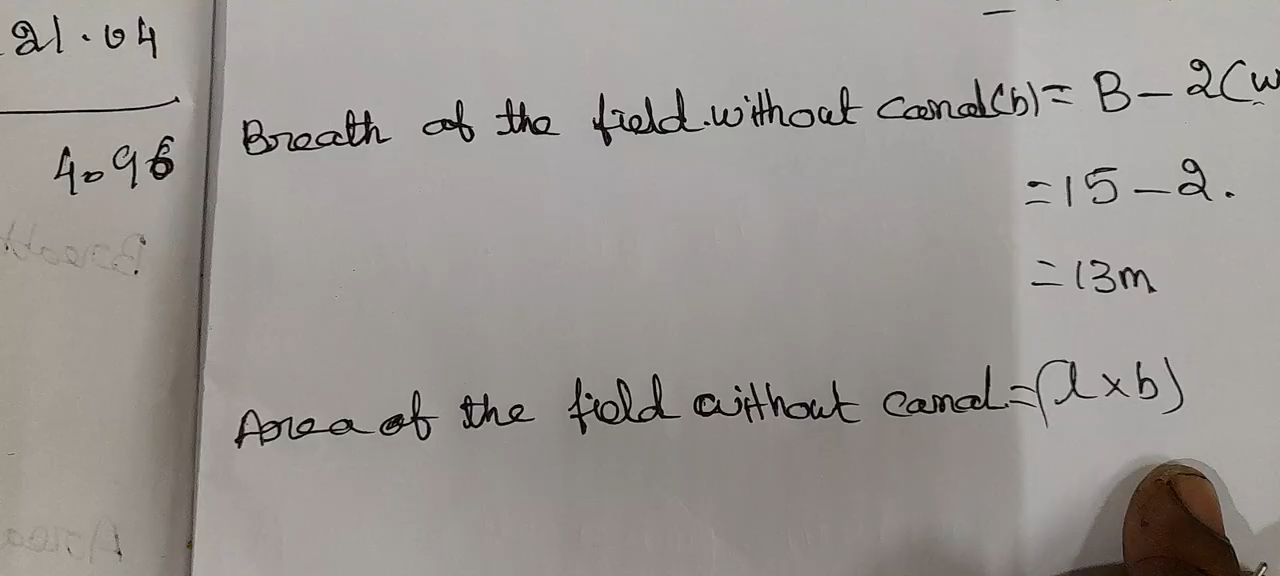 21.04
4.96
Breath of the field without canal(b) = B - 2(w
= 15 - 2.
= 13m
Area of the field without canal = (l × b)